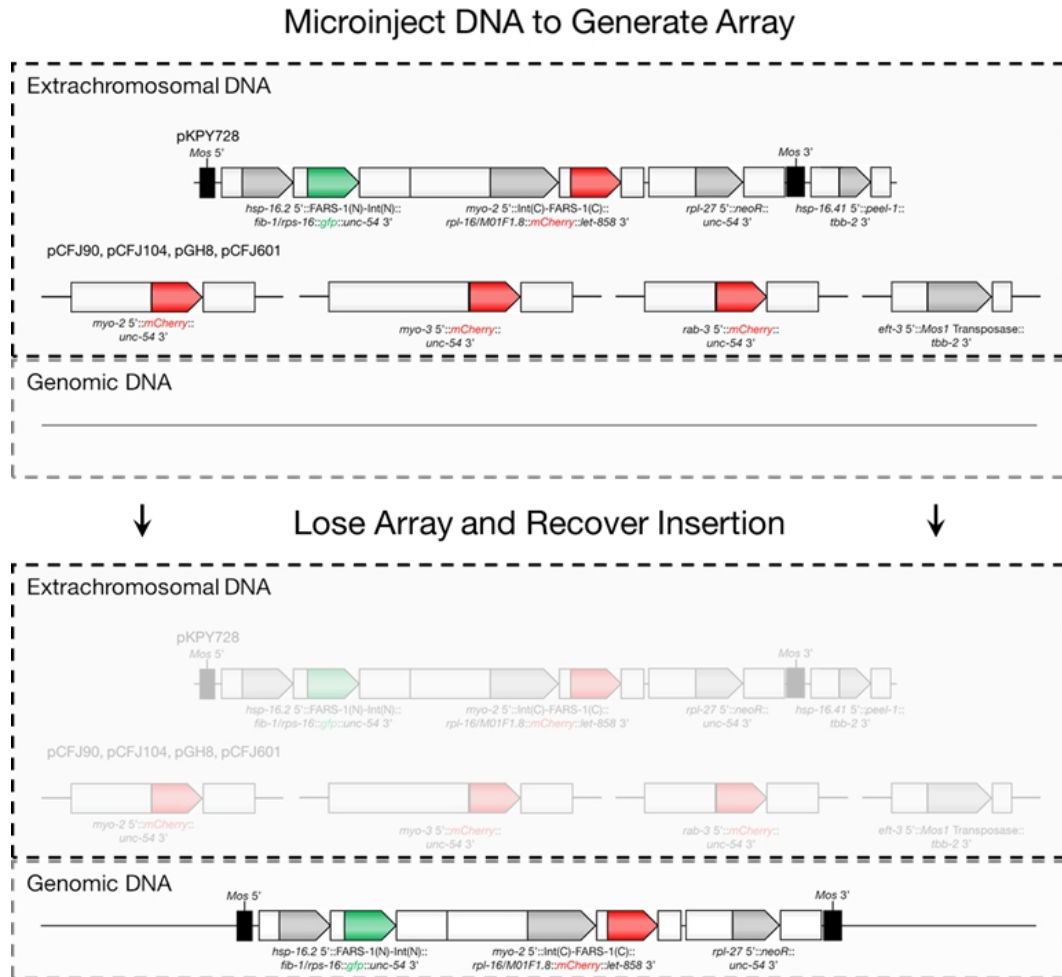 Microinject DNA to Generate Array
Extrachromosomal DNA
pKPY728
Mos 5'
Mos 3'
hsp-16.2 5'::FARS-1(N)-Int(N)::
fib-1/rps-16::gfp::unc-54 3'
myo-2 5'::Int(C)-FARS-1(C)::
rpl-16/M01F1.8::mCherry::let-858 3'
rpl-27 5'::neoR::
unc-54 3'
hsp-16.41 5'::peel-1::
tbb-2 3'
pCFJ90, pCFJ104, pGH8, pCFJ601
myo-2 5'::mCherry::
unc-54 3'
myo-3 5'::mCherry::
unc-54 3'
rab-3 5'::mCherry::
unc-54 3'
eft-3 5'::Mos1 Transposase::
tbb-2 3'
Genomic DNA
Lose Array and Recover Insertion
Extrachromosomal DNA
pKPY728
Mos 5'
Mos 3'
hsp-16.2 5'::FARS-1(N)-Int(N)::
fib-1/rps-16::gfp::unc-54 3'
myo-2 5'::Int(C)-FARS-1(C)::
rpl-16/M01F1.8::mCherry::let-858 3'
rpl-27 5'::neoR::
unc-54 3'
hsp-16.41 5'::peel-1::
tbb-2 3'
pCFJ90, pCFJ104, pGH8, pCFJ601
myo-2 5'::mCherry::
unc-54 3'
myo-3 5'::mCherry::
unc-54 3'
rab-3 5'::mCherry::
unc-54 3'
eft-3 5'::Mos1 Transposase::
tbb-2 3'
Genomic DNA
Mos 5'
Mos 3'
hsp-16.2 5'::FARS-1(N)-Int(N)::
fib-1/rps-16::gfp::unc-54 3'
myo-2 5'::Int(C)-FARS-1(C)::
rpl-16/M01F1.8::mCherry::let-858 3'
rpl-27 5'::neoR::
unc-54 3'